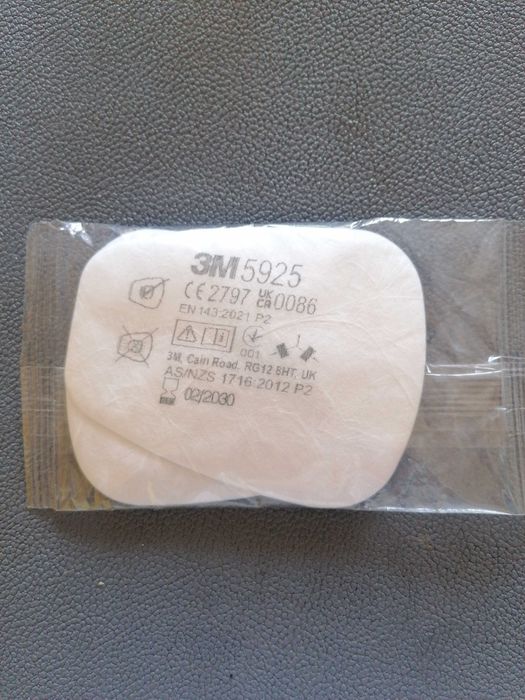 3M 5925
CE 2797 UK CA 0086
EN 143:2021 P2
001
3M, Cain Road, RG12 8HT, UK
AS/NZS 1716:2012 P2
02/2030